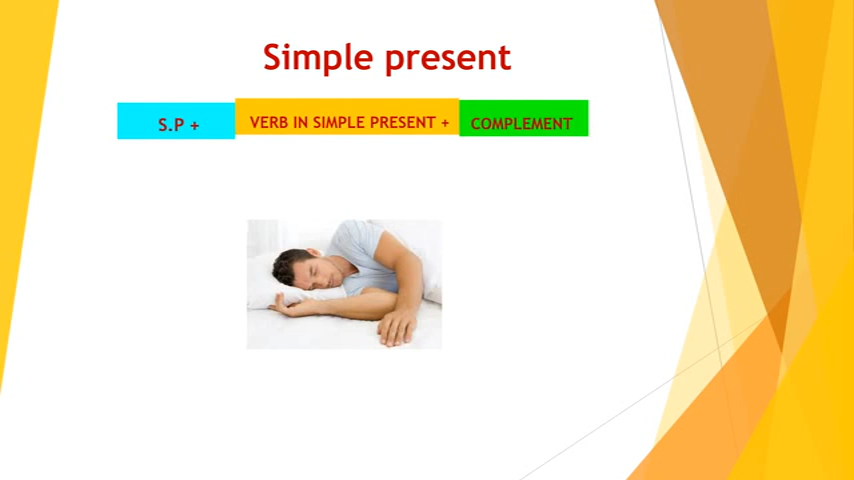 Simple present
S.P + VERB IN SIMPLE PRESENT + COMPLEMENT